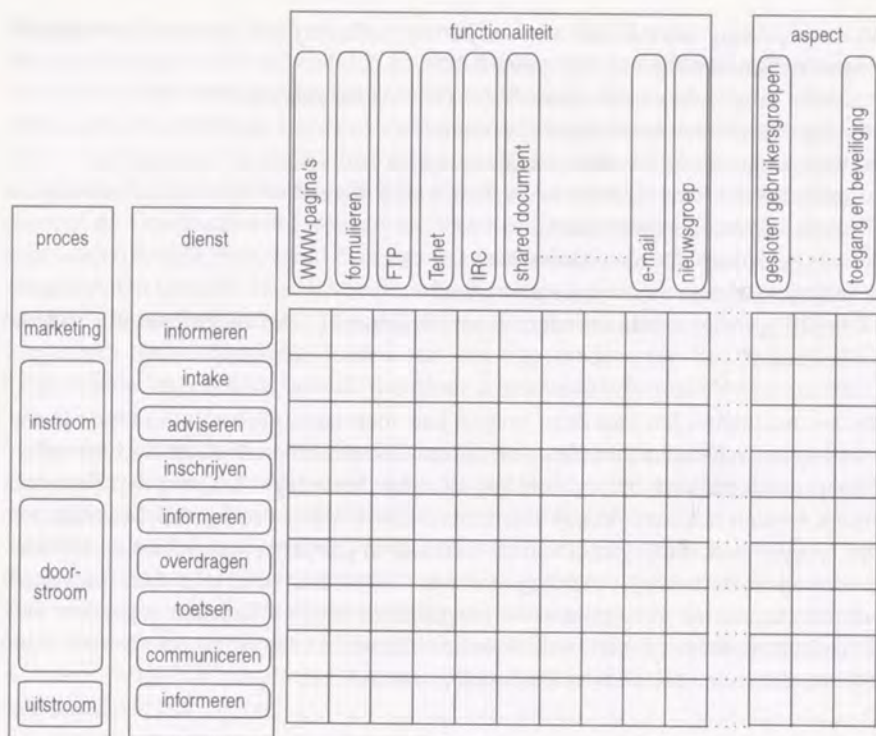 functionaliteit
aspect
WWW-pagina's
formulieren
FTP
Telnet
IRC
shared document
e-mail
nieuwsgroep
gesloten gebruikersgroepen
toegang en beveiliging
proces
dienst
marketing
informeren
instroom
intake
adviseren
inschrijven
door-
stroom
informeren
overdragen
toetsen
communiceren
uitstroom
informeren